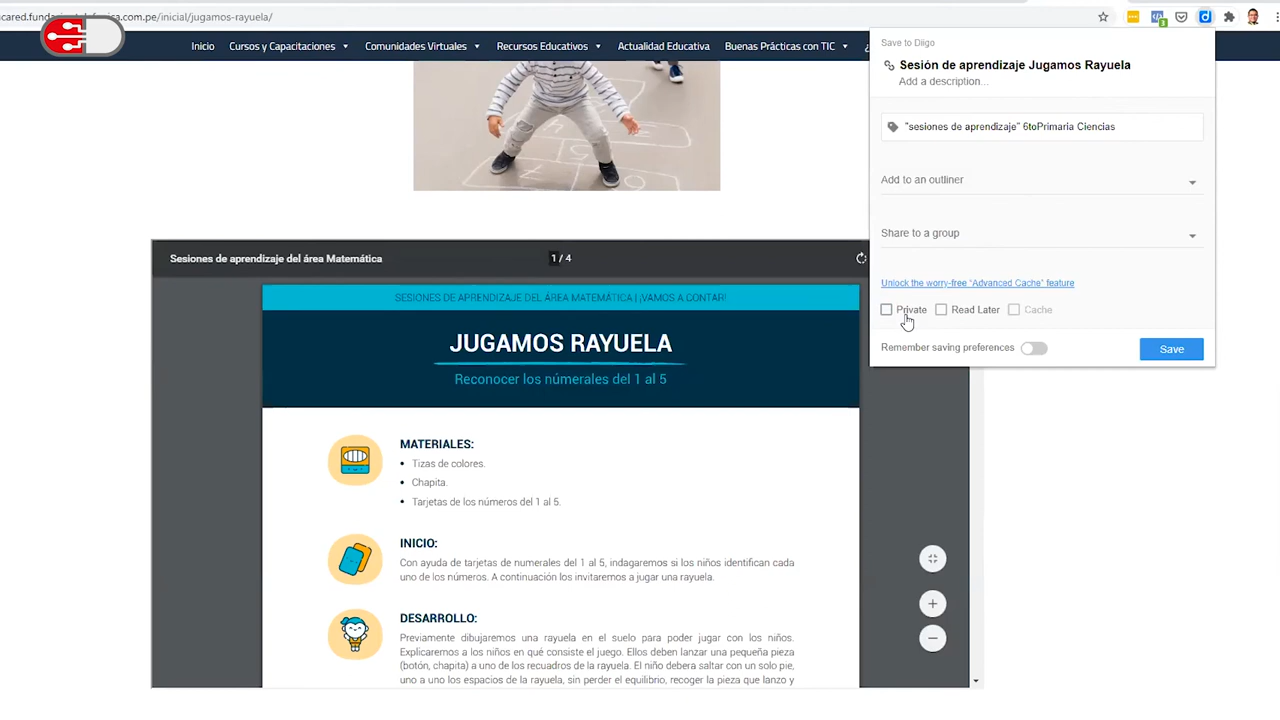 ucared.fundaciontelefonica.com.pe/inicial/jugamos-rayuela/
3
Inicio Cursos y Capacitaciones Comunidades Virtuales Recursos Educativos Actualidad Educativa Buenas Prácticas con TIC ¿
Save to Diigo
Sesión de aprendizaje Jugamos Rayuela
Add a description...
"sesiones de aprendizaje" 6toPrimaria Ciencias
Add to an outliner
Share to a group
Unlock the worry-free "Advanced Cache" feature
Private Read Later Cache
Remember saving preferences Save
Sesiones de aprendizaje del área Matemática 1 / 4
SESIONES DE APRENDIZAJE DEL ÁREA MATEMÁTICA | ¡VAMOS A CONTAR!
JUGAMOS RAYUELA
Reconocer los númerales del 1 al 5
MATERIALES:
• Tizas de colores.
• Chapita.
• Tarjetas de los números del 1 al 5.
INICIO:
Con ayuda de tarjetas de numerales del 1 al 5, indagaremos si los niños identifican cada
uno de los números. A continuación los invitaremos a jugar una rayuela.
DESARROLLO:
Previamente dibujaremos una rayuela en el suelo para poder jugar con los niños.
Explicaremos a los niños en qué consiste el juego. Ellos deben lanzar una pequeña pieza
(botón, chapita) a uno de los recuadros de la rayuela. El niño debera saltar con un solo pie,
uno a uno los espacios de la rayuela, sin perder el equilibrio, recoger la pieza que lanzo y